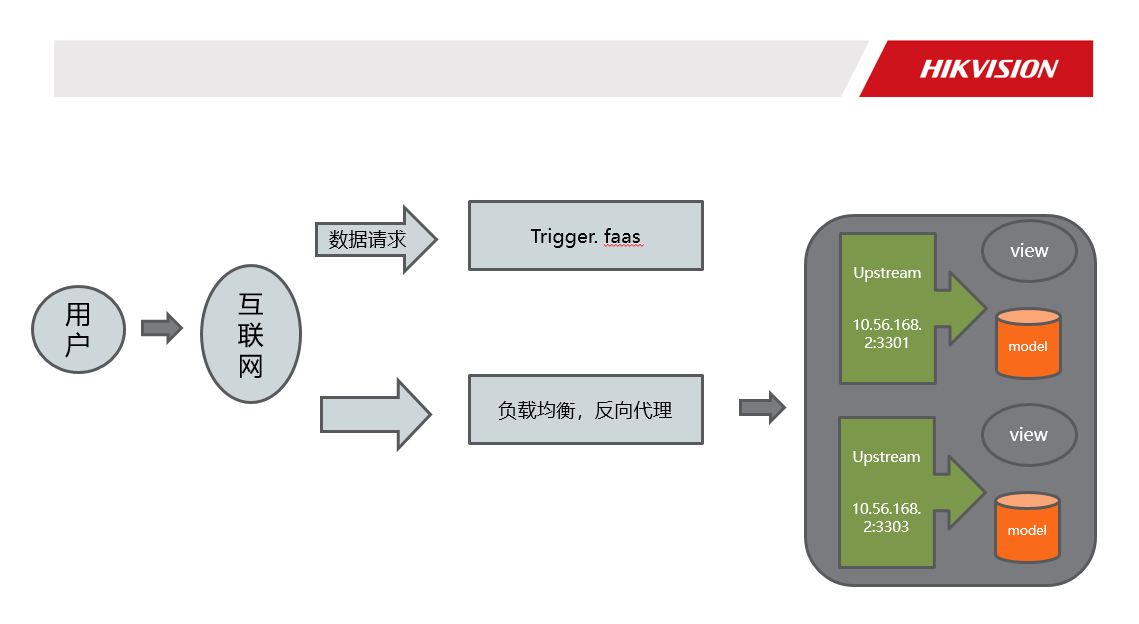 HIKVISION
用
户
互
联
网
数据请求
Trigger. faas
负载均衡，反向代理
Upstream
10.56.168.
2:3301
view
model
Upstream
10.56.168.
2:3303
view
model